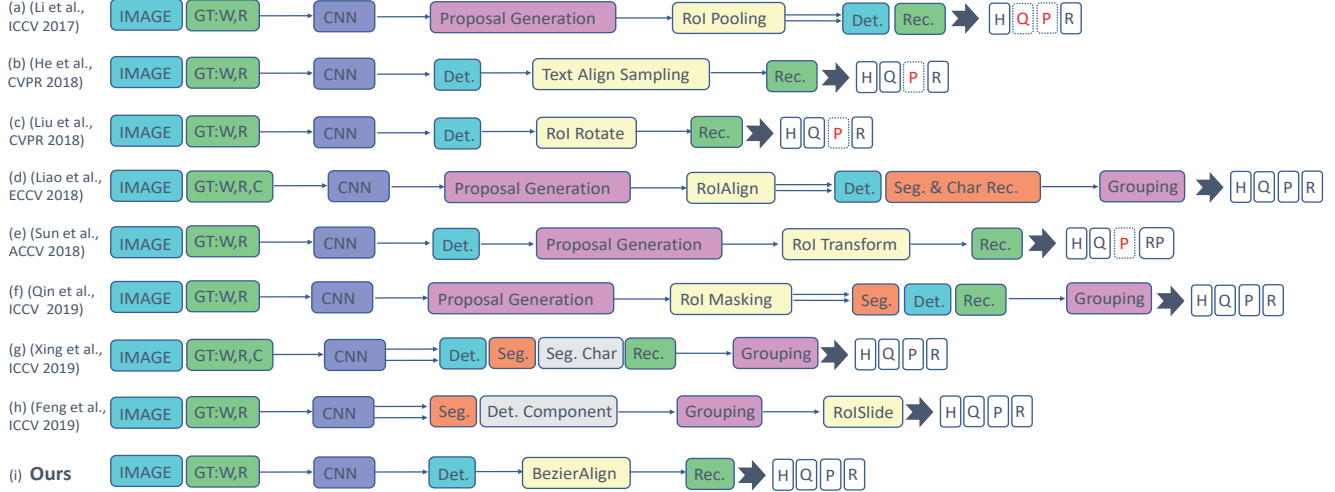 (a) (Li et al., ICCV 2017) IMAGE GT:W,R CNN Proposal Generation RoI Pooling Det. Rec. H Q P R
(b) (He et al., CVPR 2018) IMAGE GT:W,R CNN Det. Text Align Sampling Rec. H Q P R
(c) (Liu et al., CVPR 2018) IMAGE GT:W,R CNN Det. RoI Rotate Rec. H Q P R
(d) (Liao et al., ECCV 2018) IMAGE GT:W,R,C CNN Proposal Generation RoIAlign Det. Seg. & Char Rec. Grouping H Q P R
(e) (Sun et al., ACCV 2018) IMAGE GT:W,R CNN Det. Proposal Generation RoI Transform Rec. H Q P RP
(f) (Qin et al., ICCV 2019) IMAGE GT:W,R CNN Proposal Generation RoI Masking Seg. Det. Rec. Grouping H Q P R
(g) (Xing et al., ICCV 2019) IMAGE GT:W,R,C CNN Det. Seg. Seg. Char Rec. Grouping H Q P R
(h) (Feng et al., ICCV 2019) IMAGE GT:W,R CNN Seg. Det. Component Grouping RoISlide H Q P R
(i) Ours IMAGE GT:W,R CNN Det. BezierAlign Rec. H Q P R